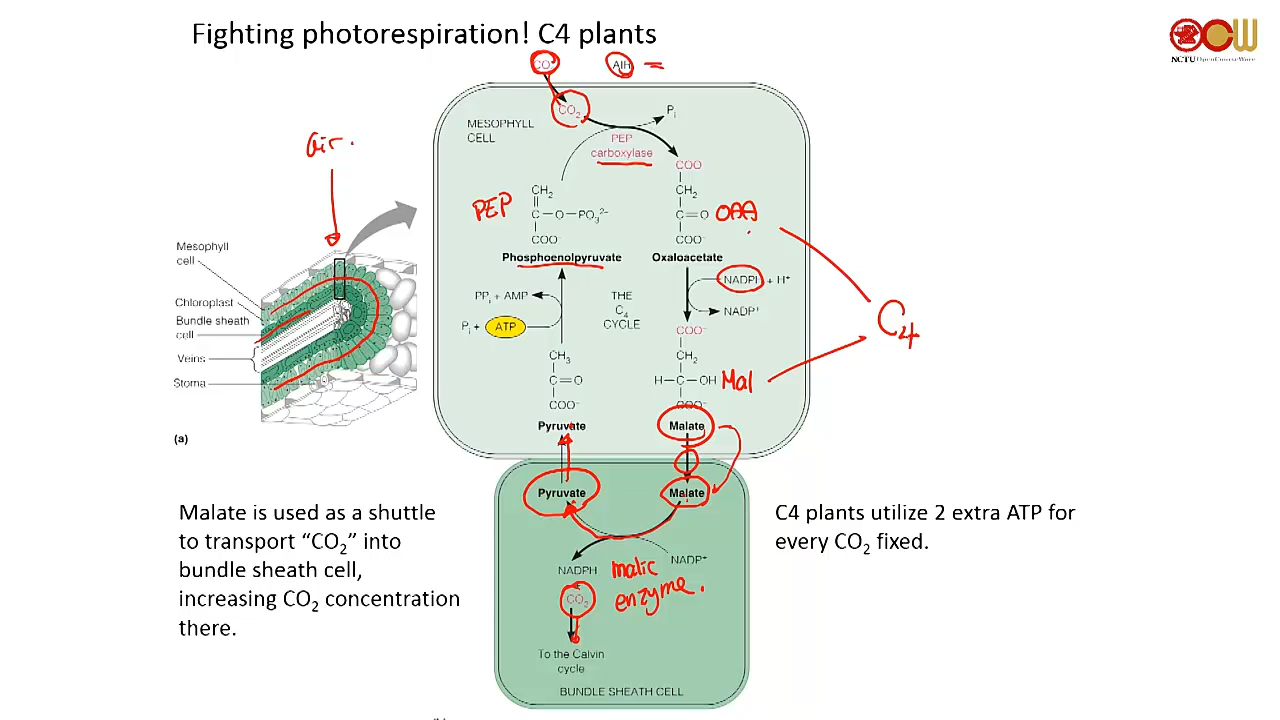 Fighting photorespiration! C4 plants
NCTU OpenCourseWare
CO
AIR
CO₂
Pᵢ
MESOPHYLL
CELL
PEP
carboxylase
air.
COO
CH₂
CH₂
PEP
C—O—PO₃²⁻
C=O
OAA
COO⁻
COO⁻
Phosphoenolpyruvate
Oxaloacetate
Mesophyll
cell
Chloroplast
Bundle sheath
cell
Veins
Stoma
(a)
NADPH + H⁺
PPᵢ + AMP
THE
C₄
CYCLE
NADP⁺
Pᵢ + ATP
C4
COO⁻
CH₃
CH₂
C=O
H—C—OH
Mal
COO⁻
COO⁻
Pyruvate
Malate
Pyruvate
Malate
NADPH
malic
enzyme.
NADP⁺
CO₂
To the Calvin
cycle
BUNDLE SHEATH CELL
Malate is used as a shuttle
to transport “CO₂” into
bundle sheath cell,
increasing CO₂ concentration
there.
C4 plants utilize 2 extra ATP for
every CO₂ fixed.